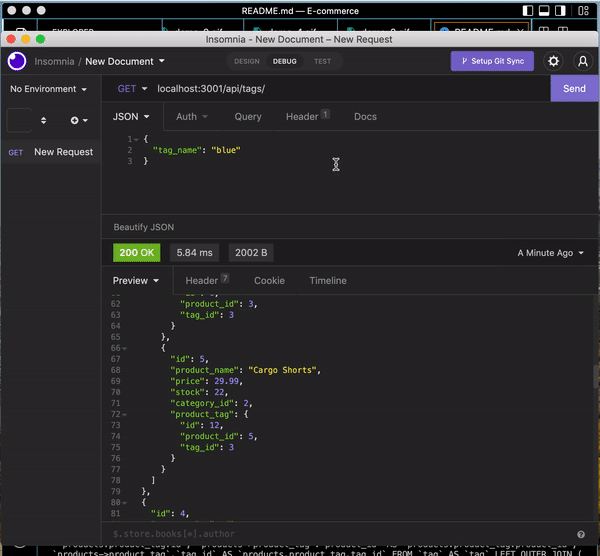 README.md — E-commerce
Insomnia - New Document – New Request
Insomnia / New Document
DESIGN DEBUG TEST
Setup Git Sync
No Environment
GET localhost:3001/api/tags/
Send
JSON Auth Query Header 1 Docs
GET New Request
1 {
2 "tag_name": "blue"
3 }
Beautify JSON
200 OK 5.84 ms 2002 B A Minute Ago
Preview Header 7 Cookie Timeline
62 "product_id": 3,
63 "tag_id": 3
64 }
65 },
66 {
67 "id": 5,
68 "product_name": "Cargo Shorts",
69 "price": 29.99,
70 "stock": 22,
71 "category_id": 2,
72 "product_tag": {
73 "id": 12,
74 "product_id": 5,
75 "tag_id": 3
76 }
77 }
78 ]
79 },
80 {
81 "id": 4,
$.store.books[*].author
`products->product_tag`.`tag_id` AS `products.product_tag.tag_id` FROM `tag` AS `tag` LEFT OUTER JOIN (